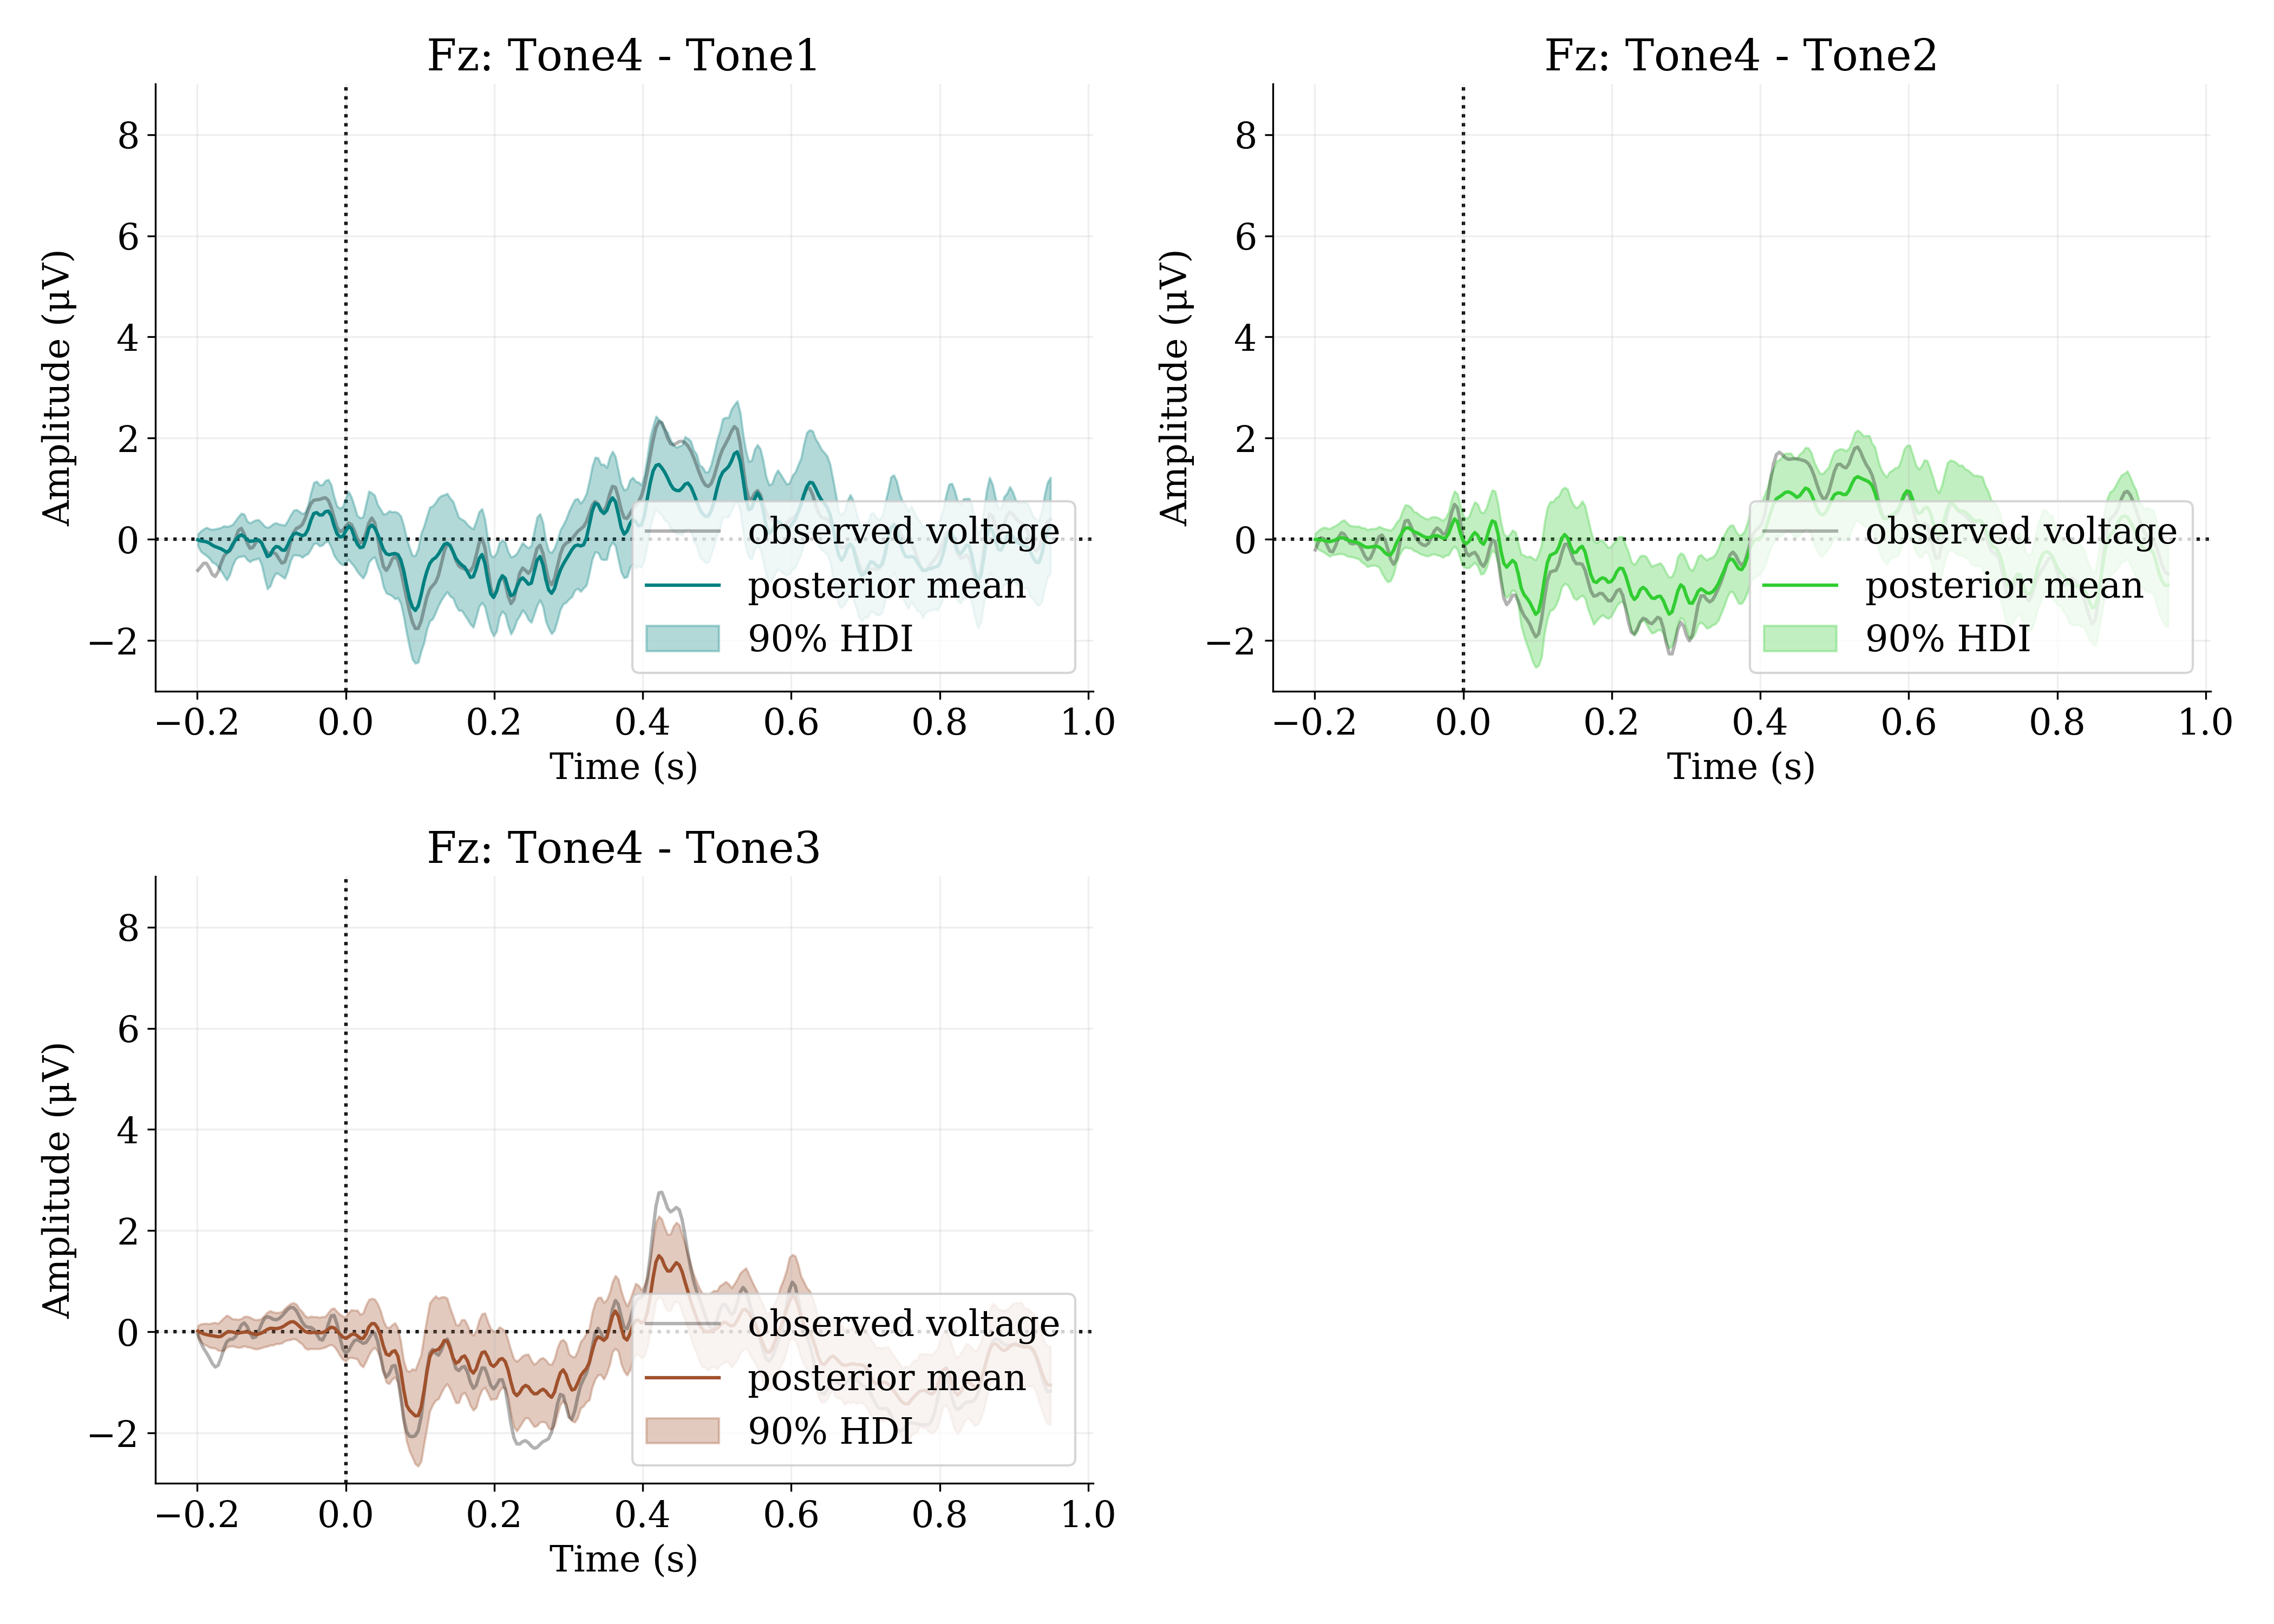 Fz: Tone4 - Tone1
Amplitude (µV)
8
6
4
2
0
−2
observed voltage
posterior mean
90% HDI
−0.2 0.0 0.2 0.4 0.6 0.8 1.0
Time (s)
Fz: Tone4 - Tone2
Amplitude (µV)
8
6
4
2
0
−2
observed voltage
posterior mean
90% HDI
−0.2 0.0 0.2 0.4 0.6 0.8 1.0
Time (s)
Fz: Tone4 - Tone3
Amplitude (µV)
8
6
4
2
0
−2
observed voltage
posterior mean
90% HDI
−0.2 0.0 0.2 0.4 0.6 0.8 1.0
Time (s)